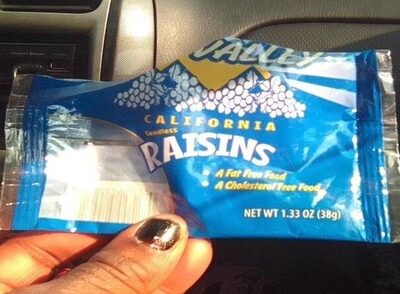 VALLEY
CALIFORNIA
Seedless
RAISINS
• A Fat Free Food
• A Cholesterol Free Food
NET WT 1.33 OZ (38g)